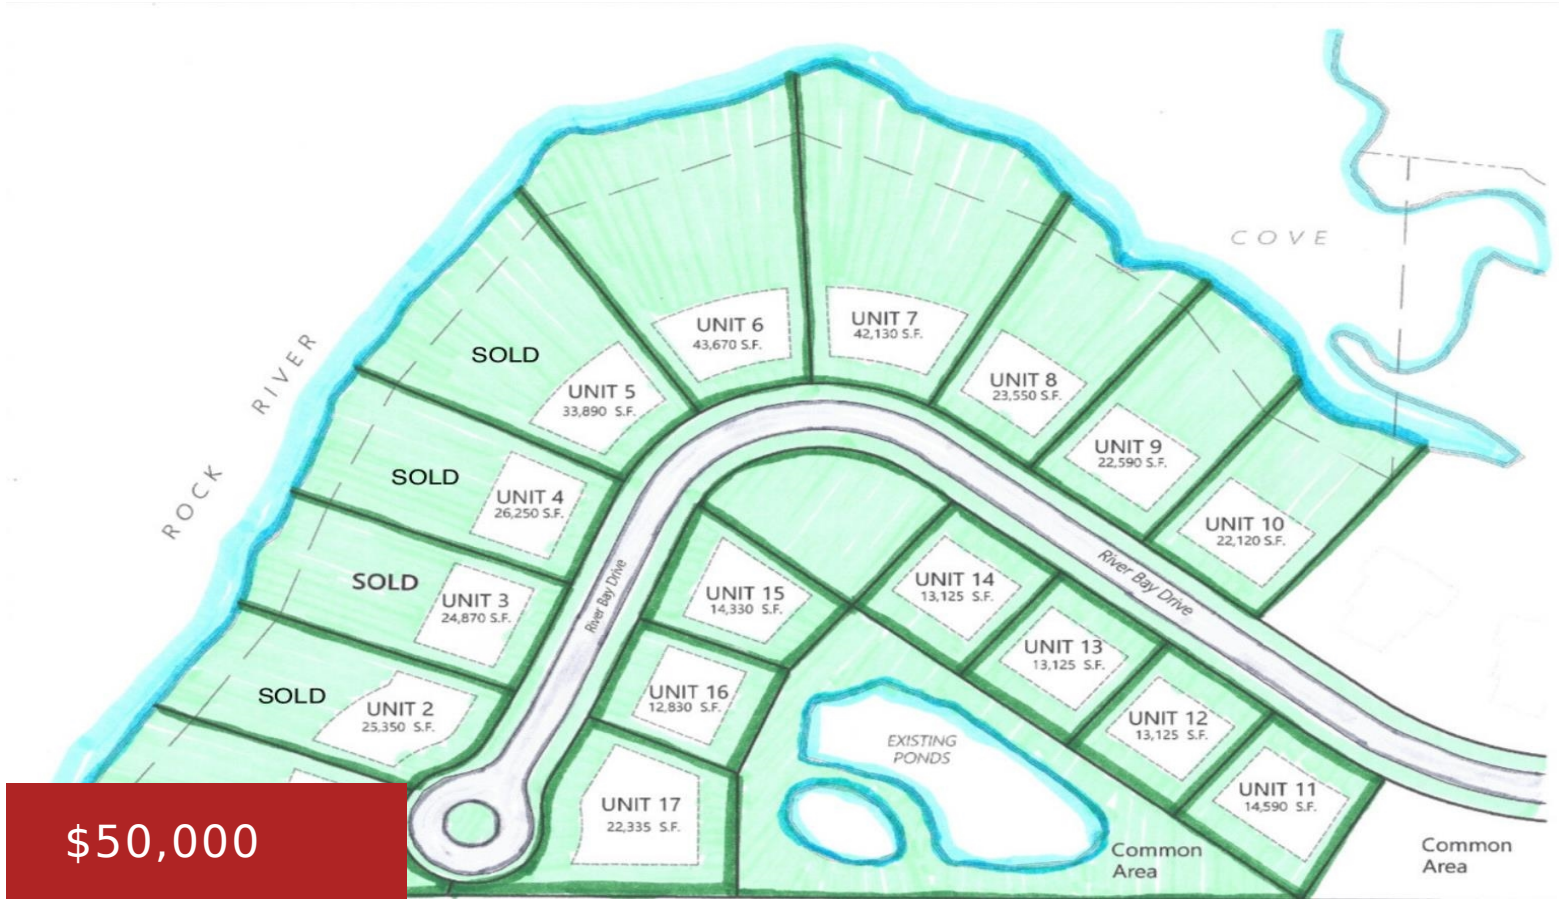 COVE
ROCK RIVER
UNIT 6
43,670 S.F.
UNIT 7
42,130 S.F.
SOLD
UNIT 5
33,890 S.F.
UNIT 8
23,550 S.F.
UNIT 9
22,590 S.F.
SOLD
UNIT 4
26,250 S.F.
UNIT 10
22,120 S.F.
SOLD
UNIT 3
24,870 S.F.
River Bay Drive
River Bay Drive
UNIT 15
14,330 S.F.
UNIT 14
13,125 S.F.
UNIT 13
13,125 S.F.
SOLD
UNIT 2
25,350 S.F.
UNIT 16
12,830 S.F.
UNIT 12
13,125 S.F.
EXISTING
PONDS
UNIT 17
22,335 S.F.
UNIT 11
14,590 S.F.
Common
Area
Common
Area
$50,000